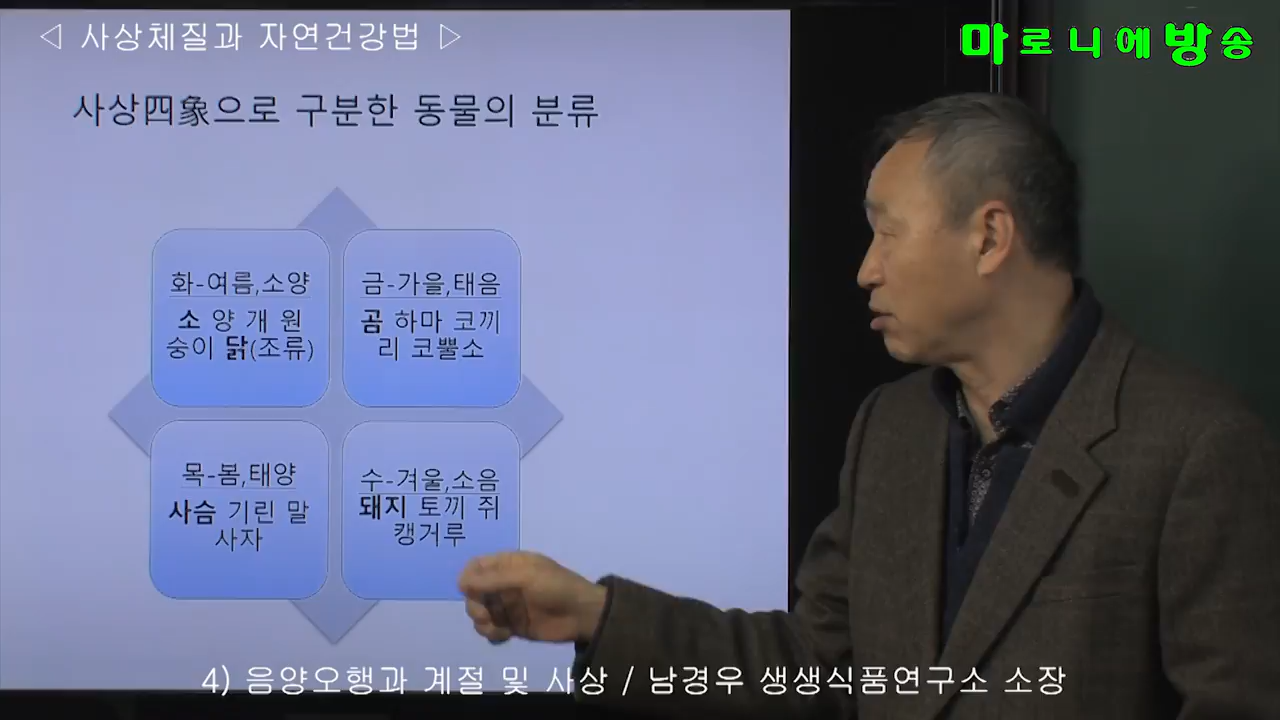 ◁ 사상체질과 자연건강법 ▷
마로니에방송
사상四象으로 구분한 동물의 분류
화-여름,소양
소 양 개 원
숭이 닭(조류)
금-가을,태음
곰 하마 코끼
리 코뿔소
목-봄,태양
사슴 기린 말
사자
수-겨울,소음
돼지 토끼 쥐
캥거루
4) 음양오행과 계절 및 사상 / 남경우 생생식품연구소 소장